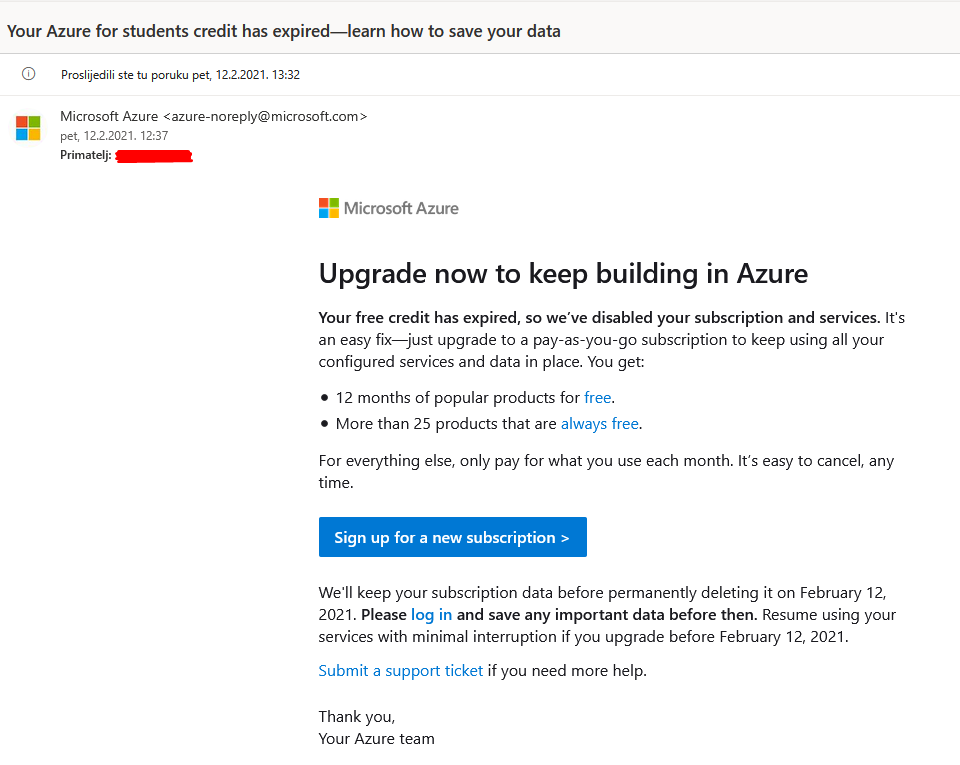 Your Azure for students credit has expired—learn how to save your data
Proslijedili ste tu poruku pet, 12.2.2021. 13:32
Microsoft Azure <azure-noreply@microsoft.com>
pet, 12.2.2021. 12:37
Primatelj:
Microsoft Azure
Upgrade now to keep building in Azure
Your free credit has expired, so we've disabled your subscription and services. It's
an easy fix—just upgrade to a pay-as-you-go subscription to keep using all your
configured services and data in place. You get:
• 12 months of popular products for free.
• More than 25 products that are always free.
For everything else, only pay for what you use each month. It's easy to cancel, any
time.
Sign up for a new subscription >
We'll keep your subscription data before permanently deleting it on February 12,
2021. Please log in and save any important data before then. Resume using your
services with minimal interruption if you upgrade before February 12, 2021.
Submit a support ticket if you need more help.
Thank you,
Your Azure team